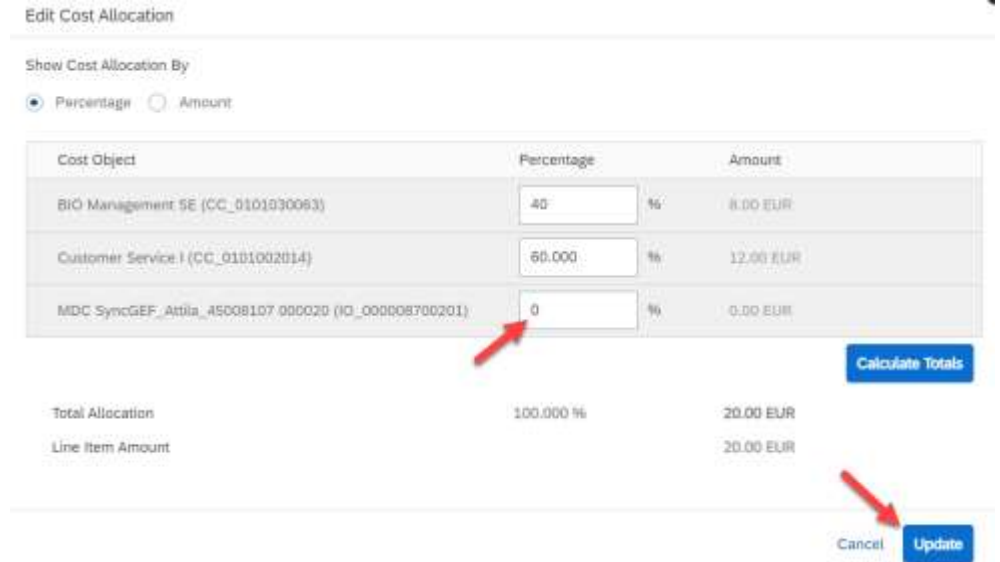 Edit Cost Allocation
Show Cost Allocation By
Percentage Amount
Cost Object Percentage Amount
BIO Management SE (CC_0101030063) 40 % 8.00 EUR
Customer Service I (CC_0101002014) 60.000 % 12.00 EUR
MDC SyncGEF_Attila_45008107 000020 (IO_000008700201) 0 % 0.00 EUR
Calculate Totals
Total Allocation 100.000 % 20.00 EUR
Line Item Amount 20.00 EUR
Cancel Update